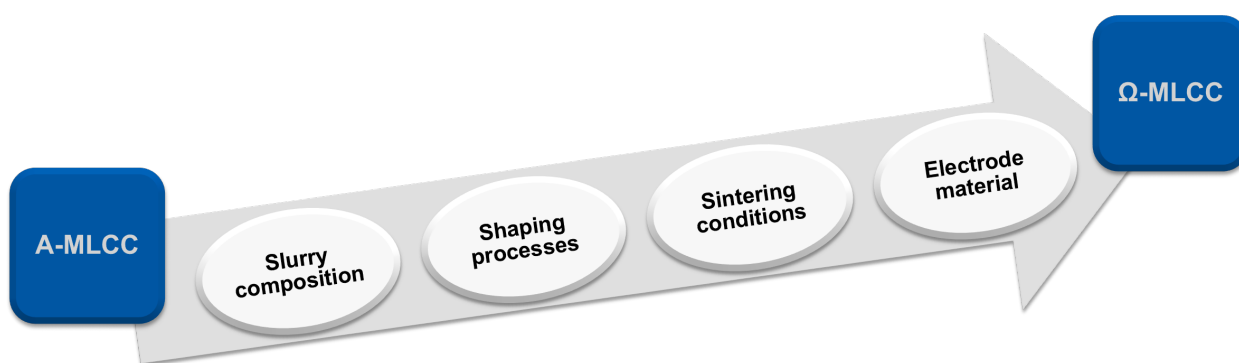 A-MLCC
Slurry
composition
Shaping
processes
Sintering
conditions
Electrode
material
Ω-MLCC